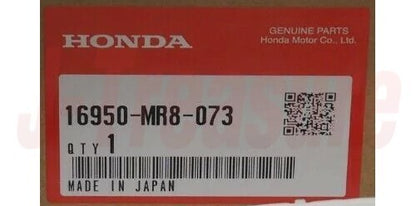 HONDA
GENUINE PARTS
Honda Motor Co., Ltd.
16950-MR8-073
QTY 1
MADE IN JAPAN